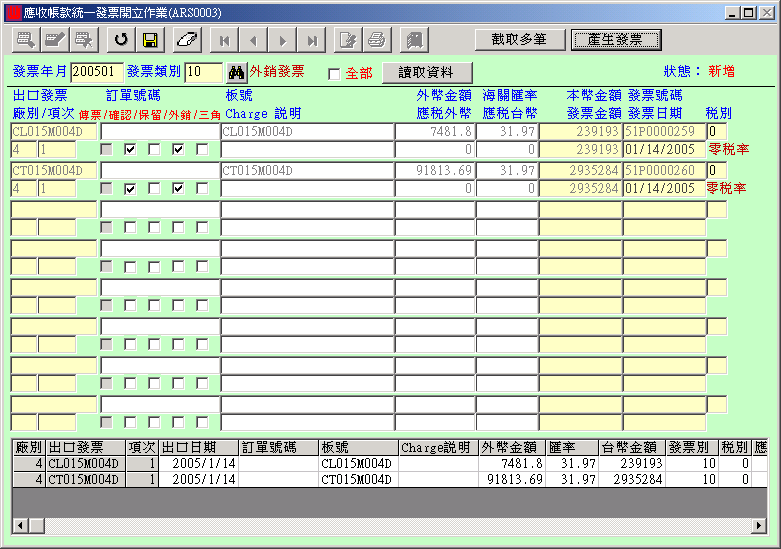 應收帳款統一發票開立作業(ARS0003)
截取多筆 產生發票
發票年月 200501 發票類別 10 外銷發票 全部 讀取資料 狀態： 新增
出口發票 訂單號碼 板號 外幣金額 海關匯率 本幣金額 發票號碼
廠別/項次 傳票/確認/保留/外銷/三角 Charge 說明 應稅外幣 應稅台幣 發票金額 發票日期 稅別
CL015M004D CL015M004D 7481.8 31.97 239193 51P0000259 0
4 1 0 0 239193 01/14/2005 零稅率
CT015M004D CT015M004D 91813.69 31.97 2935284 51P0000260 0
4 1 0 0 2935284 01/14/2005 零稅率
廠別 出口發票 項次 出口日期 訂單號碼 板號 Charge說明 外幣金額 匯率 台幣金額 發票別 稅別 應
4 CL015M004D 1 2005/1/14 CL015M004D 7481.8 31.97 239193 10 0
4 CT015M004D 1 2005/1/14 CT015M004D 91813.69 31.97 2935284 10 0